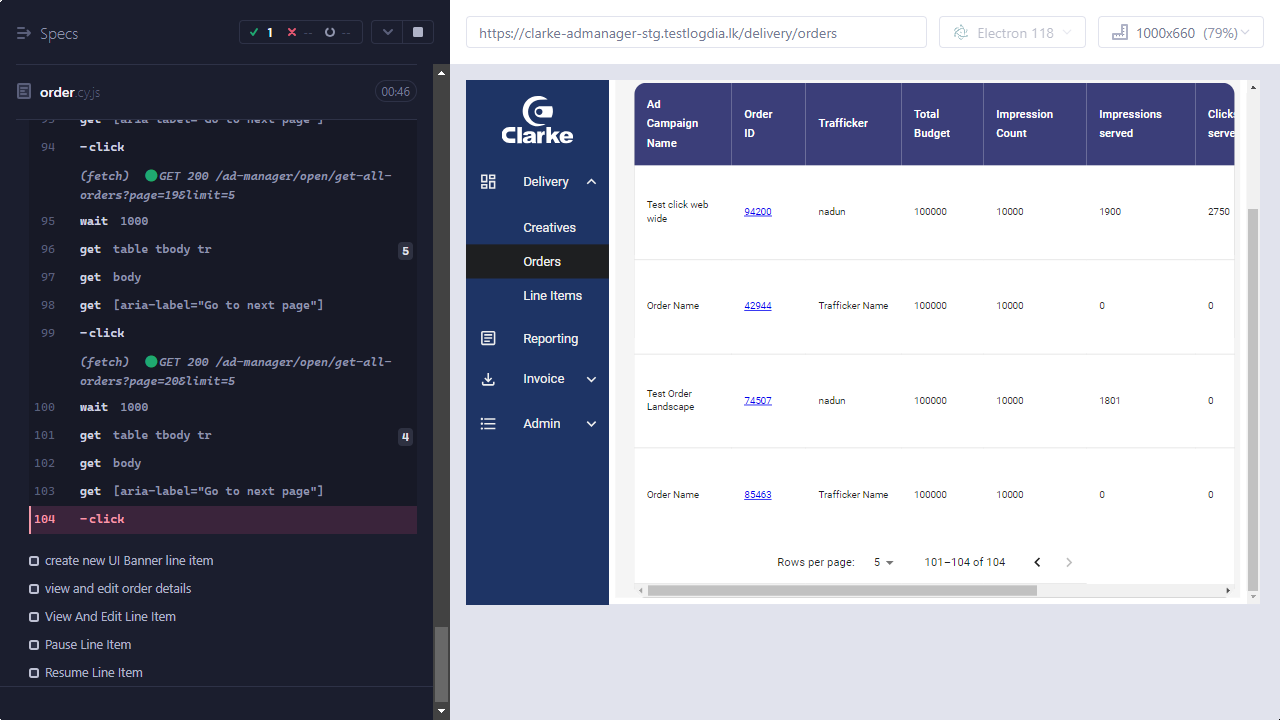 Specs
1
--
--
https://clarke-admanager-stg.testlogdia.lk/delivery/orders
Electron 118
1000x660 (79%)
order.cy.js
00:46
93 get [aria-label="Go to next page"]
94 -click
(fetch) GET 200 /ad-manager/open/get-all-
orders?page=19&limit=5
95 wait 1000
96 get table tbody tr 5
97 get body
98 get [aria-label="Go to next page"]
99 -click
(fetch) GET 200 /ad-manager/open/get-all-
orders?page=20&limit=5
100 wait 1000
101 get table tbody tr 4
102 get body
103 get [aria-label="Go to next page"]
104 -click
create new UI Banner line item
view and edit order details
View And Edit Line Item
Pause Line Item
Resume Line Item
Clarke
Delivery
Creatives
Orders
Line Items
Reporting
Invoice
Admin
Ad
Campaign
Name
Order
ID
Trafficker
Total
Budget
Impression
Count
Impressions
served
Click
serve
Test click web
wide
94200
nadun
100000
10000
1900
2750
Order Name
42944
Trafficker Name
100000
10000
0
0
Test Order
Landscape
74507
nadun
100000
10000
1801
0
Order Name
85463
Trafficker Name
100000
10000
0
0
Rows per page: 5 101–104 of 104